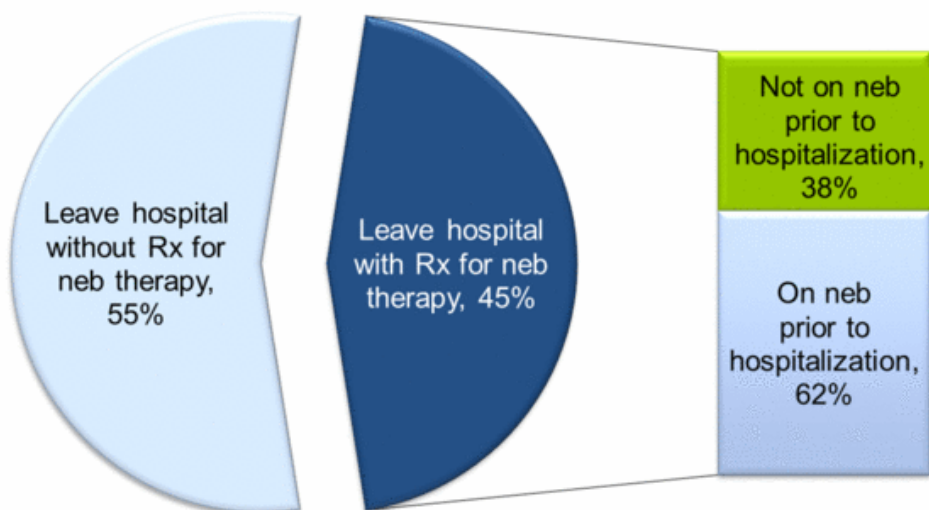 Leave hospital
without Rx for
neb therapy,
55%
Leave hospital
with Rx for neb
therapy, 45%
Not on neb
prior to
hospitalization,
38%
On neb
prior to
hospitalization,
62%